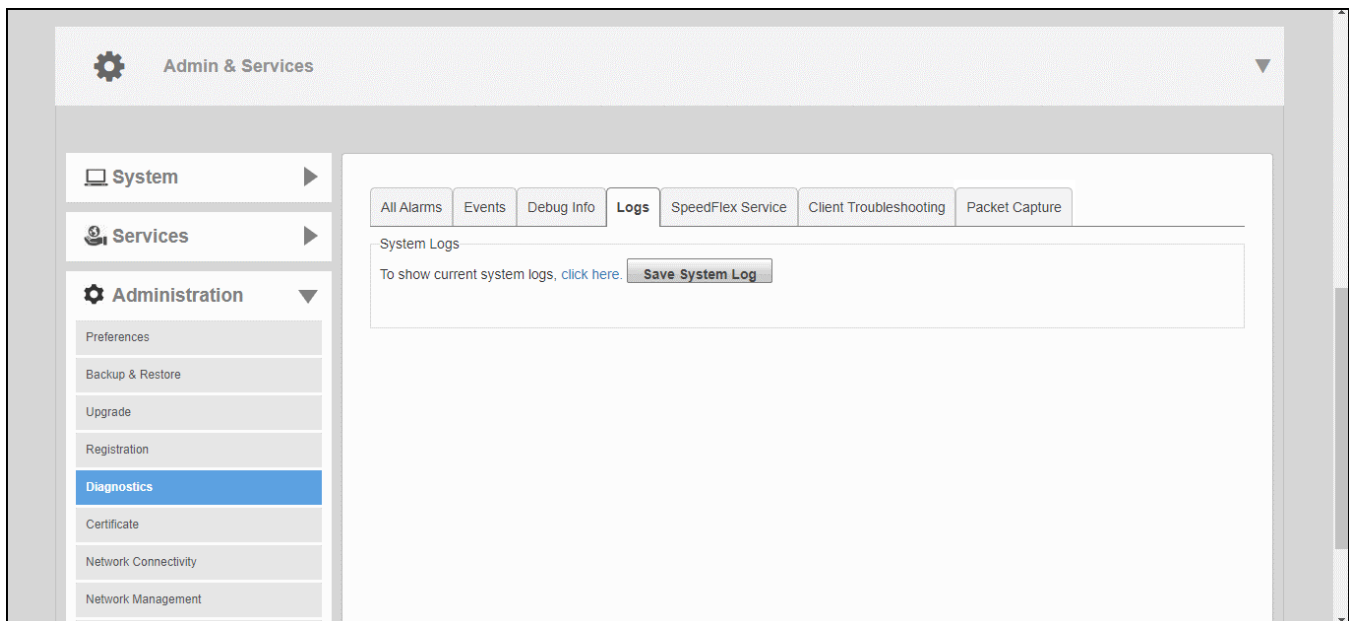 Admin & Services
System
Services
Administration
Preferences
Backup & Restore
Upgrade
Registration
Diagnostics
Certificate
Network Connectivity
Network Management
All Alarms Events Debug Info Logs SpeedFlex Service Client Troubleshooting Packet Capture
System Logs
To show current system logs, click here. Save System Log